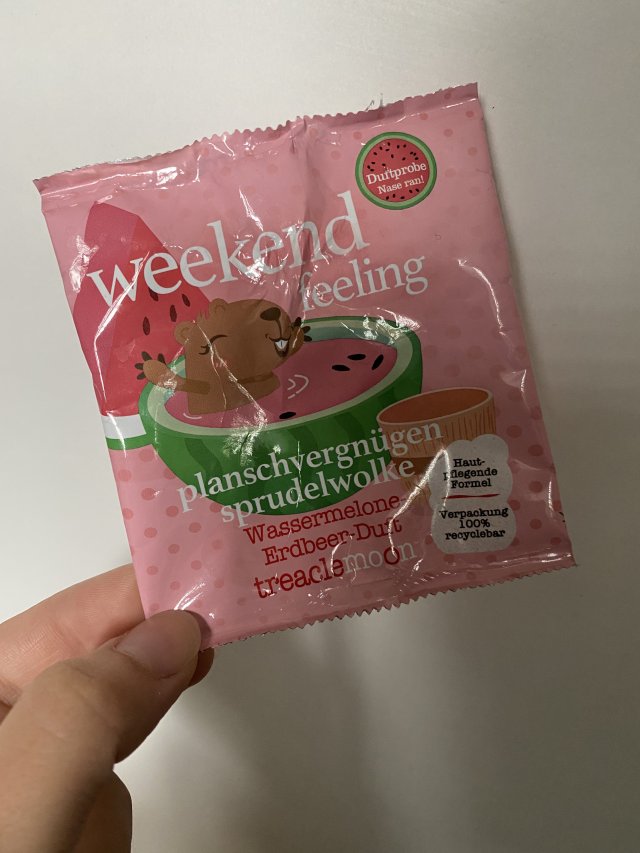 Duftprobe
Nase ran!
weekend
feeling
planschvergnügen
sprudelwolke
Wassermelone-
Erdbeer-Duft
treaclemoon
Haut-
pflegende
Formel
Verpackung
100%
recyclebar